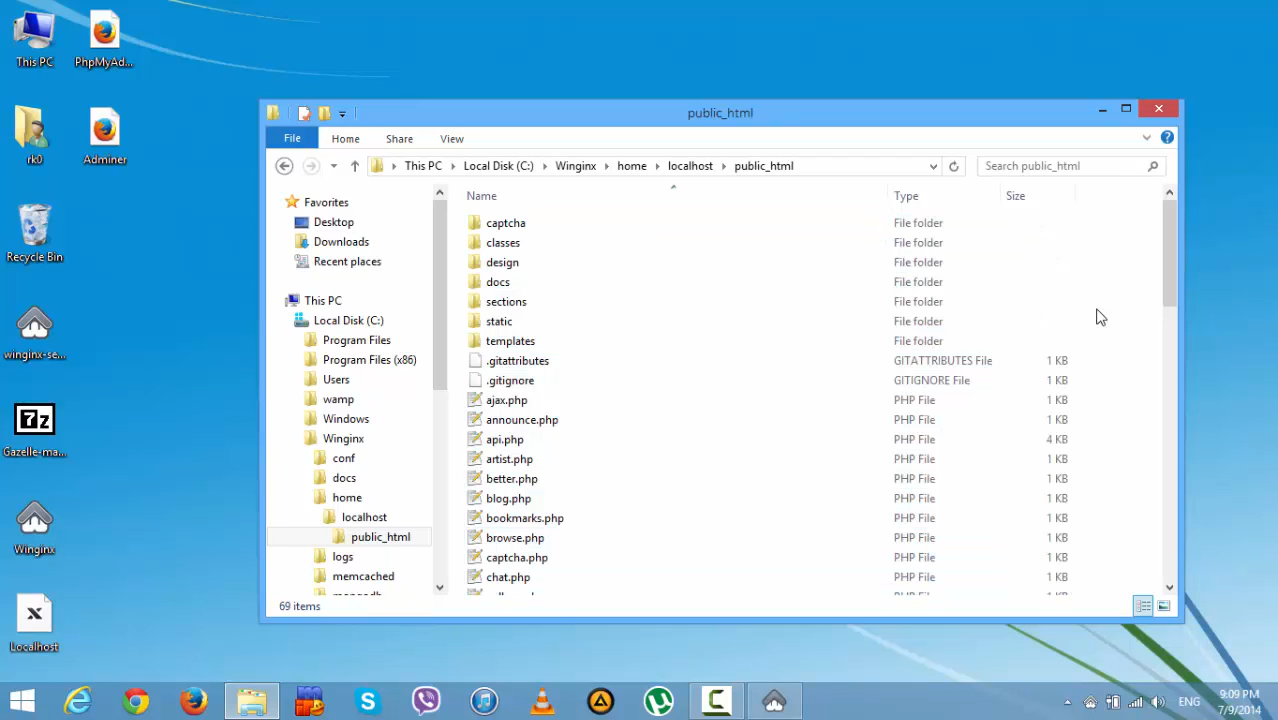 This PC
PhpMyAd...
rk0
Adminer
Recycle Bin
winginx-se...
7z
Gazelle-ma...
Winginx
X
Localhost
public_html
File
Home
Share
View
This PC
Local Disk (C:)
Winginx
home
localhost
public_html
Search public_html
Favorites
Desktop
Downloads
Recent places
This PC
Local Disk (C:)
Program Files
Program Files (x86)
Users
wamp
Windows
Winginx
conf
docs
home
localhost
public_html
logs
memcached
Name Type Size
captcha File folder
classes File folder
design File folder
docs File folder
sections File folder
static File folder
templates File folder
.gitattributes GITATTRIBUTES File 1 KB
.gitignore GITIGNORE File 1 KB
ajax.php PHP File 1 KB
announce.php PHP File 1 KB
api.php PHP File 4 KB
artist.php PHP File 1 KB
better.php PHP File 1 KB
blog.php PHP File 1 KB
bookmarks.php PHP File 1 KB
browse.php PHP File 1 KB
captcha.php PHP File 1 KB
chat.php PHP File 1 KB
69 items
ENG
9:09 PM
7/9/2014